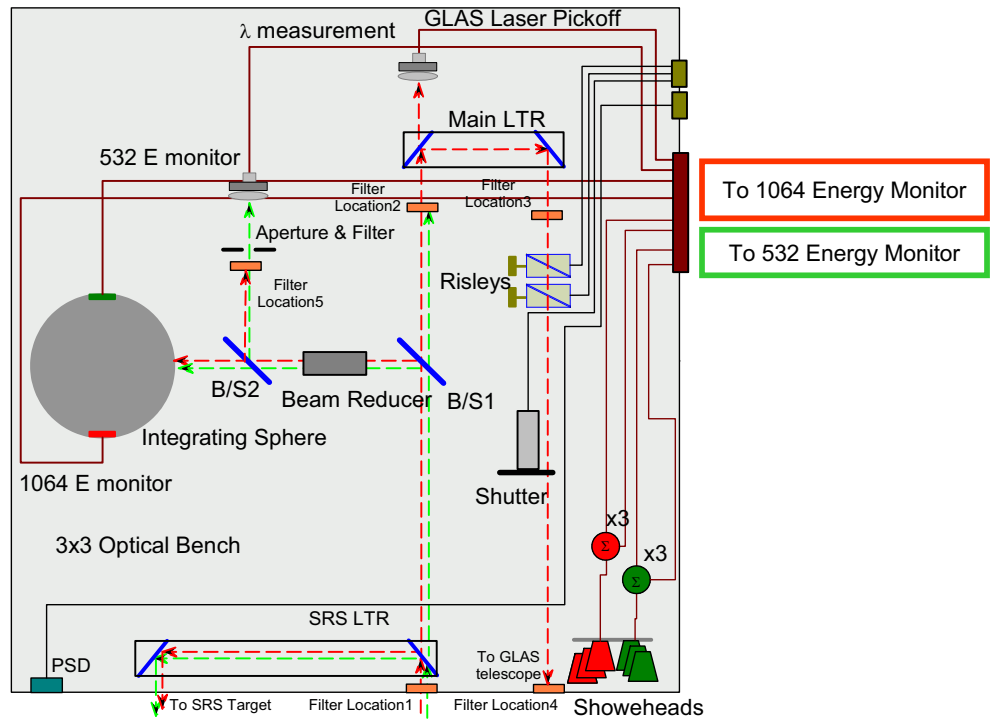 GLAS Laser Pickoff
λ measurement
Main LTR
532 E monitor
To 1064 Energy Monitor
Filter
Location2
Filter
Location3
Aperture & Filter
To 532 Energy Monitor
Filter
Location5
Risleys
B/S2
Beam Reducer
B/S1
Integrating Sphere
1064 E monitor
Shutter
x3
Σ
3x3 Optical Bench
x3
Σ
SRS LTR
PSD
To GLAS
telescope
To SRS Target
Filter Location1
Filter Location4
Showeheads